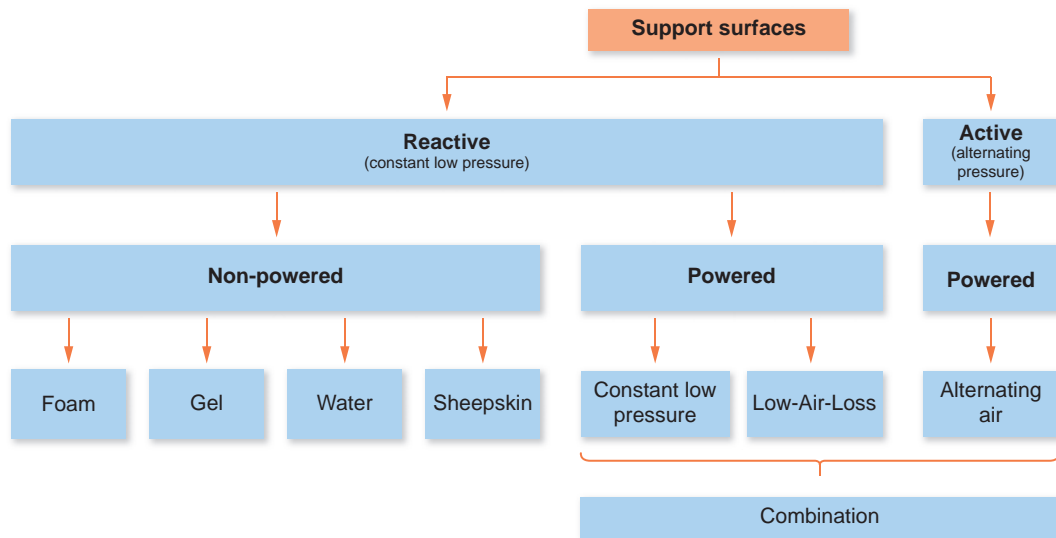 Support surfaces
Reactive
(constant low pressure)
Active
(alternating
pressure)
Non-powered
Powered
Powered
Foam
Gel
Water
Sheepskin
Constant low
pressure
Low-Air-Loss
Alternating
air
Combination